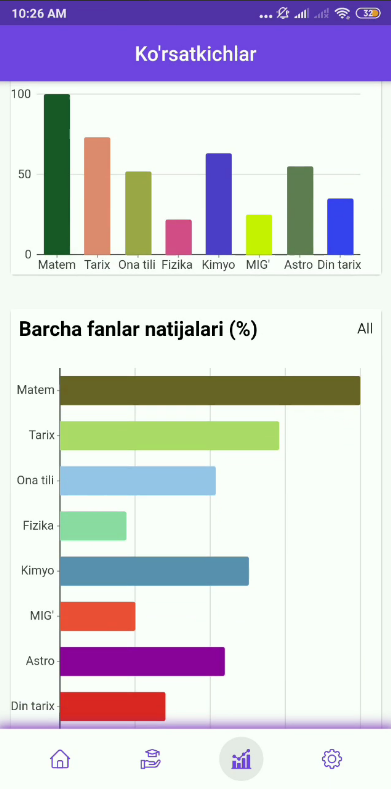 10:26 AM
32
Ko'rsatkichlar
100
50
0
Matem Tarix Ona tili Fizika Kimyo MIG' Astro Din tarix
Barcha fanlar natijalari (%) All
Matem
Tarix
Ona tili
Fizika
Kimyo
MIG'
Astro
Din tarix